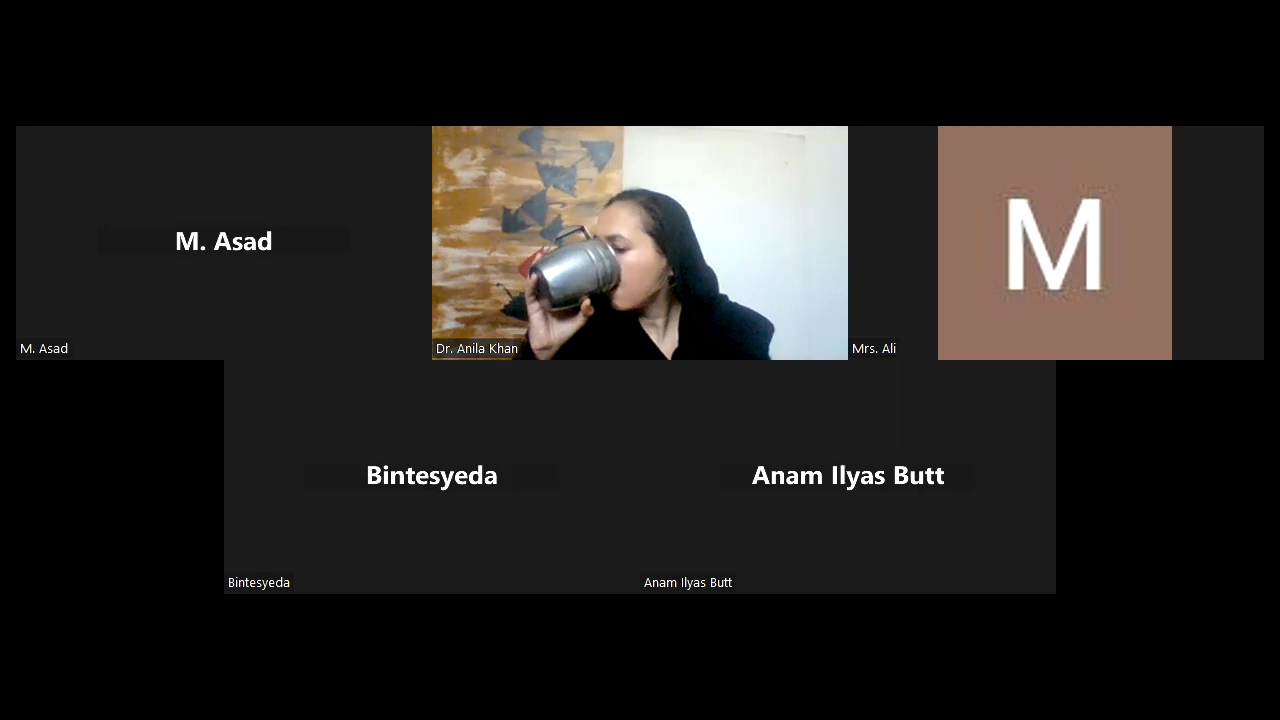 M. Asad
M. Asad
Dr. Anila Khan
M
Mrs. Ali
Bintesyeda
Bintesyeda
Anam Ilyas Butt
Anam Ilyas Butt